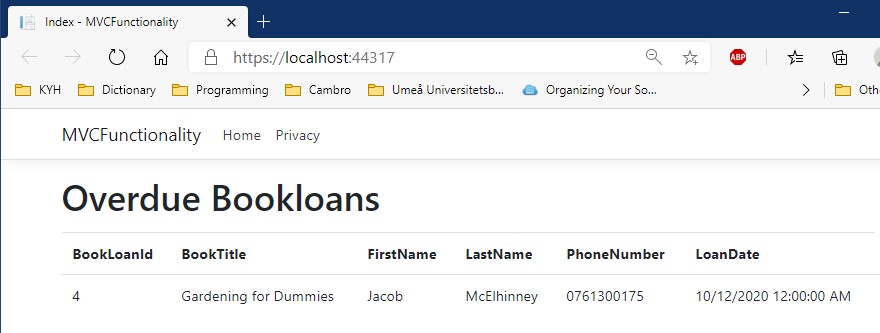 Index - MVCFunctionality
https://localhost:44317
ABP
KYH Dictionary Programming Cambro Umeå Universitetsb... Organizing Your So...
MVCFunctionality Home Privacy
Overdue Bookloans
BookLoanId BookTitle FirstName LastName PhoneNumber LoanDate
4 Gardening for Dummies Jacob McElhinney 0761300175 10/12/2020 12:00:00 AM